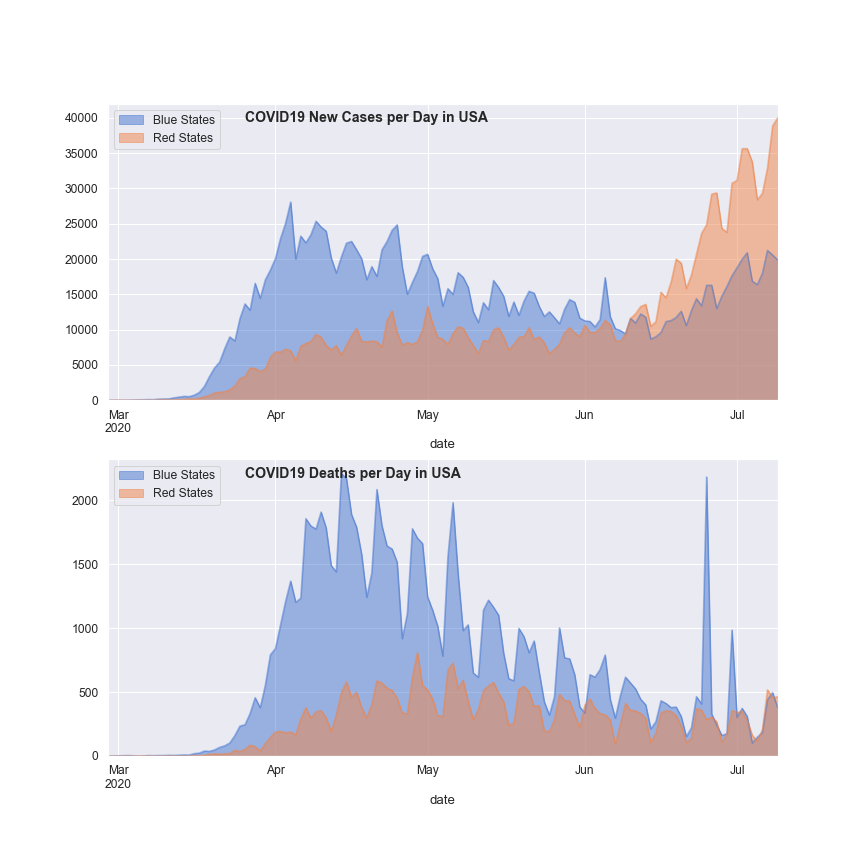 COVID19 New Cases per Day in USA
Blue States
Red States
40000
35000
30000
25000
20000
15000
10000
5000
0
Mar
2020
Apr
May
Jun
Jul
date
COVID19 Deaths per Day in USA
Blue States
Red States
2000
1500
1000
500
0
Mar
2020
Apr
May
Jun
Jul
date